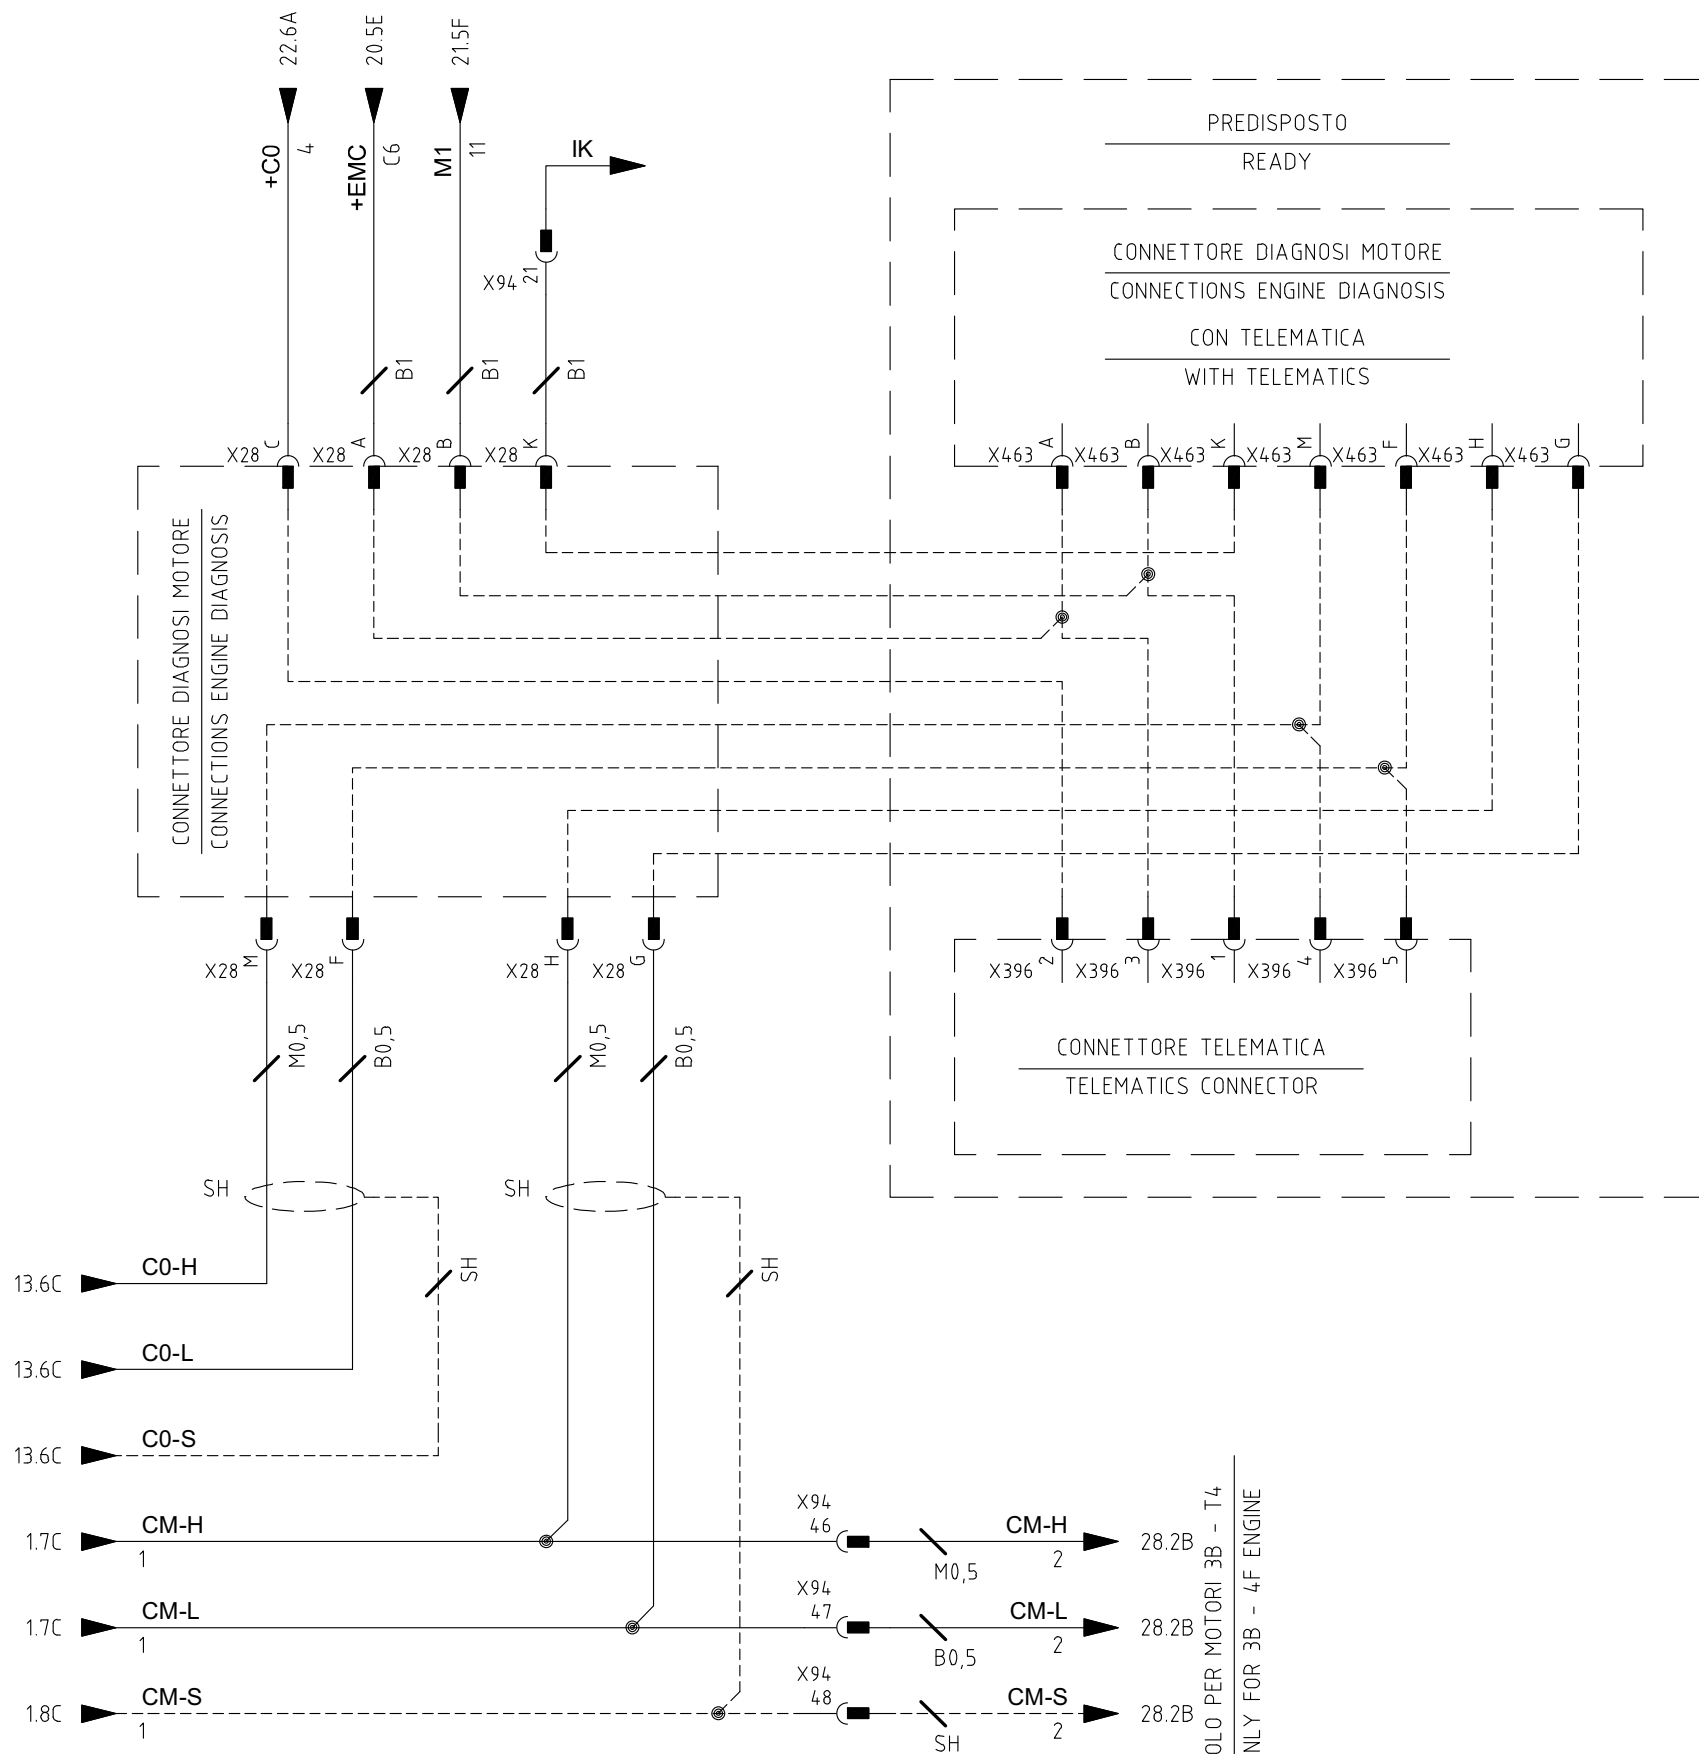 22.6A
20.5E
21.5F
+C0
4
+EMC
C6
M1
11
IK
X94
21
B1
B1
B1
X28
C
X28
A
X28
B
X28
K
PREDISPOSTO
READY
CONNETTORE DIAGNOSI MOTORE
CONNECTIONS ENGINE DIAGNOSIS
CON TELEMATICA
WITH TELEMATICS
X463
A
X463
B
X463
K
X463
M
X463
F
X463
H
X463
G
CONNETTORE DIAGNOSI MOTORE
CONNECTIONS ENGINE DIAGNOSIS
X28
M
X28
F
X28
H
X28
G
X396
2
X396
3
X396
1
X396
4
X396
5
CONNETTORE TELEMATICA
TELEMATICS CONNECTOR
M0,5
B0,5
M0,5
B0,5
SH
SH
SH
SH
13.6C
C0-H
13.6C
C0-L
13.6C
C0-S
1.7C
CM-H
1
X94
46
M0,5
CM-H
2
28.2B
1.7C
CM-L
1
X94
47
B0,5
CM-L
2
28.2B
1.8C
CM-S
1
X94
48
SH
CM-S
2
28.2B
OLO PER MOTORI 3B - T4
NLY FOR 3B - 4F ENGINE